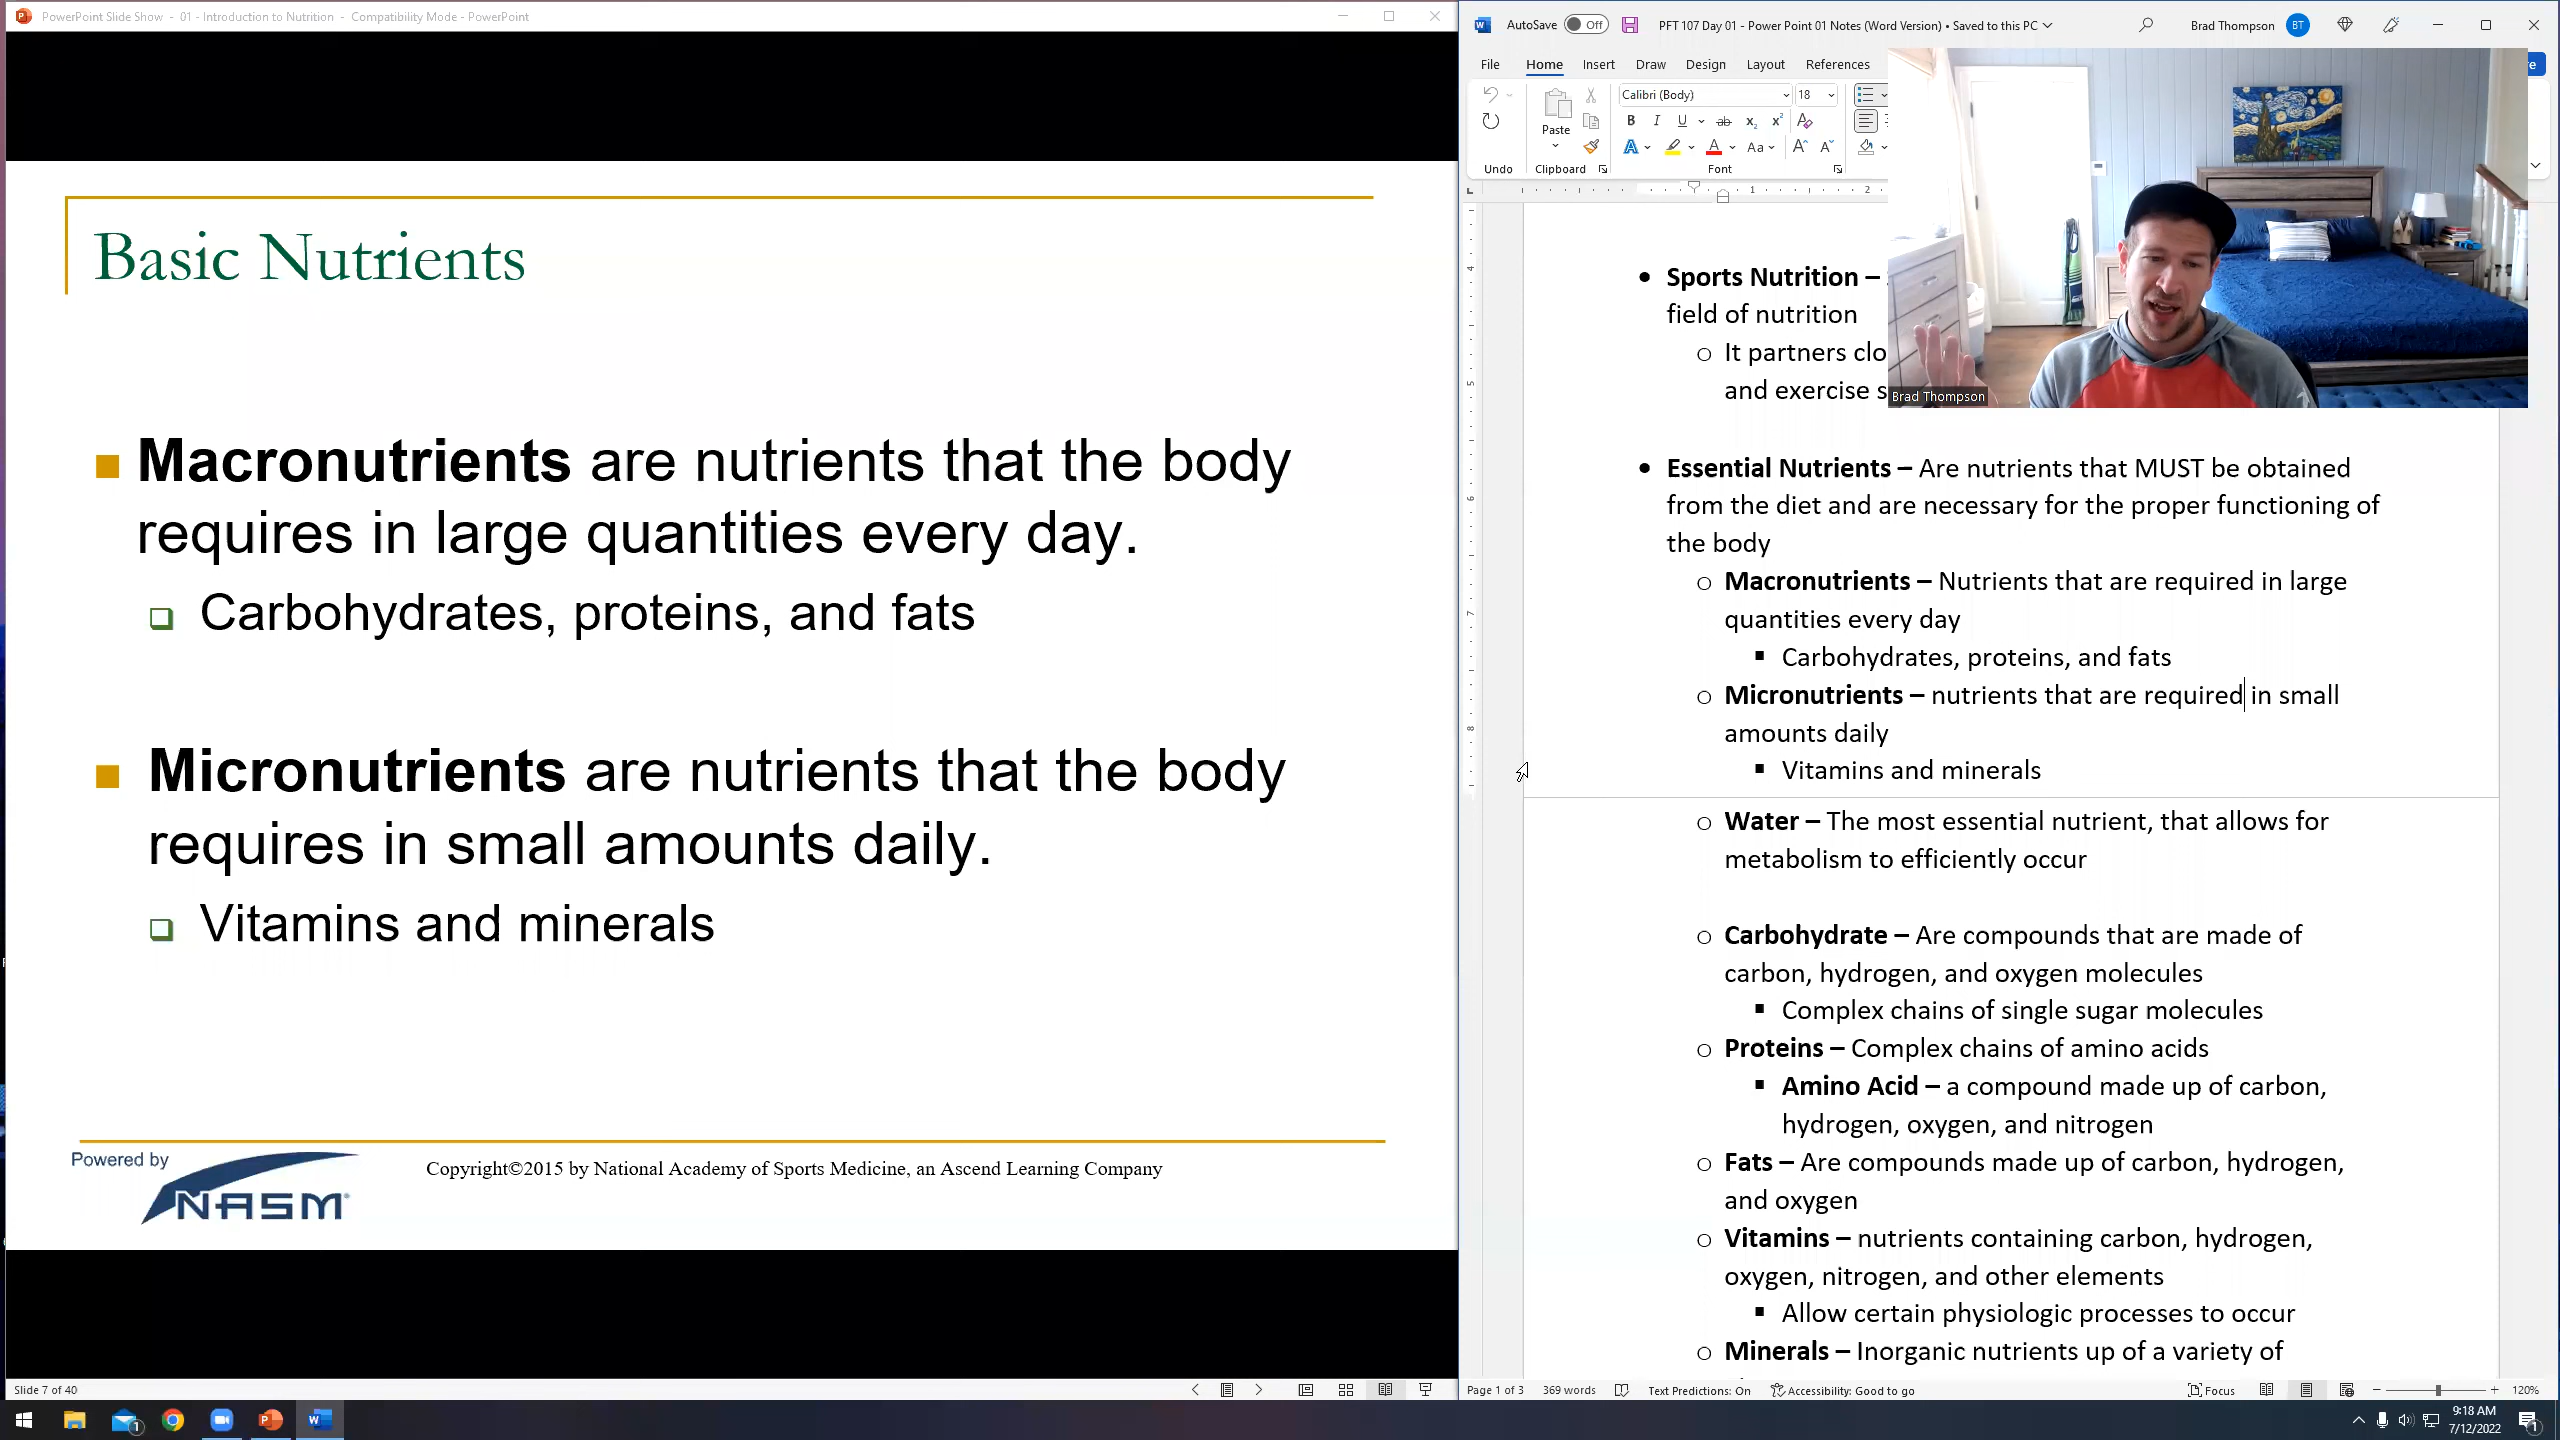 PowerPoint Slide Show - 01 - Introduction to Nutrition - Compatibility Mode - PowerPoint
Basic Nutrients
Macronutrients are nutrients that the body
requires in large quantities every day.
Carbohydrates, proteins, and fats
Micronutrients are nutrients that the body
requires in small amounts daily.
Vitamins and minerals
Powered by
NASM
Copyright©2015 by National Academy of Sports Medicine, an Ascend Learning Company
Slide 7 of 40
AutoSave Off
PFT 107 Day 01 - Power Point 01 Notes (Word Version) • Saved to this PC
Brad Thompson BT
File Home Insert Draw Design Layout References
Calibri (Body) 18
Paste
B I U ab x₂ x² A
A A Aa A A
Undo Clipboard Font
1 2
4
5
6
7
8
Sports Nutrition –
field of nutrition
It partners clo
and exercise s
Brad Thompson
Essential Nutrients – Are nutrients that MUST be obtained
from the diet and are necessary for the proper functioning of
the body
Macronutrients – Nutrients that are required in large
quantities every day
Carbohydrates, proteins, and fats
Micronutrients – nutrients that are required in small
amounts daily
Vitamins and minerals
Water – The most essential nutrient, that allows for
metabolism to efficiently occur
Carbohydrate – Are compounds that are made of
carbon, hydrogen, and oxygen molecules
Complex chains of single sugar molecules
Proteins – Complex chains of amino acids
Amino Acid – a compound made up of carbon,
hydrogen, oxygen, and nitrogen
Fats – Are compounds made up of carbon, hydrogen,
and oxygen
Vitamins – nutrients containing carbon, hydrogen,
oxygen, nitrogen, and other elements
Allow certain physiologic processes to occur
Minerals – Inorganic nutrients up of a variety of
Page 1 of 3 369 words Text Predictions: On Accessibility: Good to go Focus 120%
9:18 AM
7/12/2022